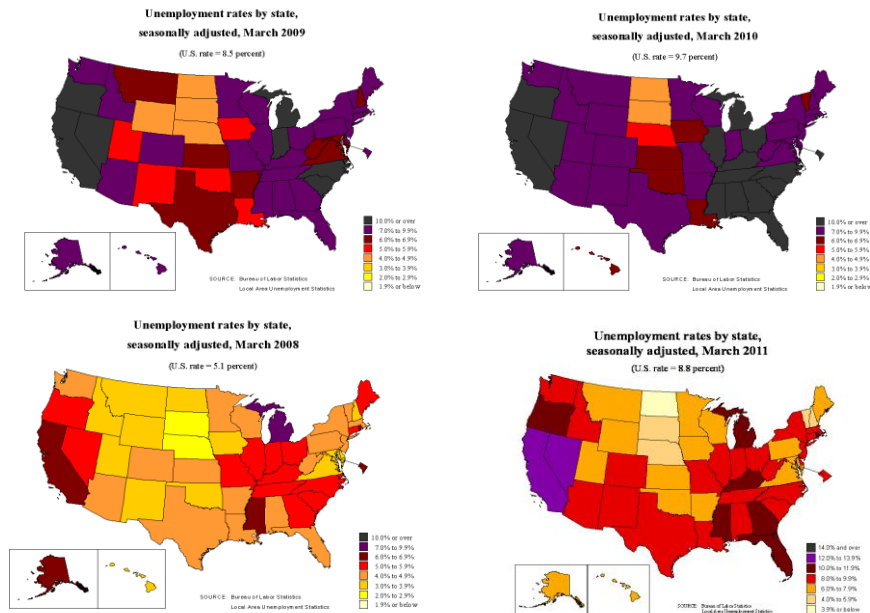 Unemployment rates by state,
seasonally adjusted, March 2009
(U.S. rate = 8.5 percent)
10.0% or over
7.0% to 9.9%
6.0% to 6.9%
5.0% to 5.9%
4.0% to 4.9%
3.0% to 3.9%
2.0% to 2.9%
1.9% or below
SOURCE: Bureau of Labor Statistics
Local Area Unemployment Statistics
Unemployment rates by state,
seasonally adjusted, March 2010
(U.S. rate = 9.7 percent)
10.0% or over
7.0% to 9.9%
6.0% to 6.9%
5.0% to 5.9%
4.0% to 4.9%
3.0% to 3.9%
2.0% to 2.9%
1.9% or below
SOURCE: Bureau of Labor Statistics
Local Area Unemployment Statistics
Unemployment rates by state,
seasonally adjusted, March 2008
(U.S. rate = 5.1 percent)
10.0% or over
7.0% to 9.9%
6.0% to 6.9%
5.0% to 5.9%
4.0% to 4.9%
3.0% to 3.9%
2.0% to 2.9%
1.9% or below
SOURCE: Bureau of Labor Statistics
Local Area Unemployment Statistics
Unemployment rates by state,
seasonally adjusted, March 2011
(U.S. rate = 8.8 percent)
14.0% and over
12.0% to 13.9%
10.0% to 11.9%
8.0% to 9.9%
6.0% to 7.9%
4.0% to 5.9%
3.9% or below
SOURCE: Bureau of Labor Statistics
Local Area Unemployment Statistics